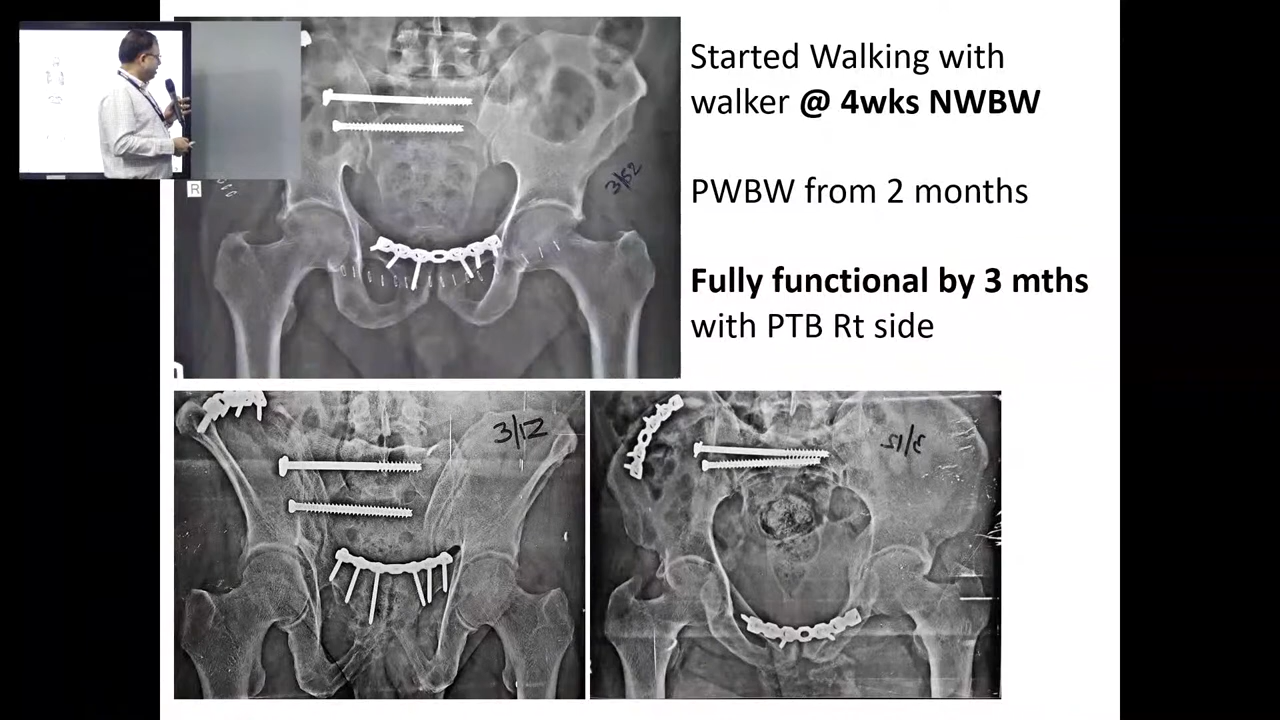 Started Walking with
walker @ 4wks NWBW
PWBW from 2 months
Fully functional by 3 mths
with PTB Rt side
R
3/52
3/12
3/12